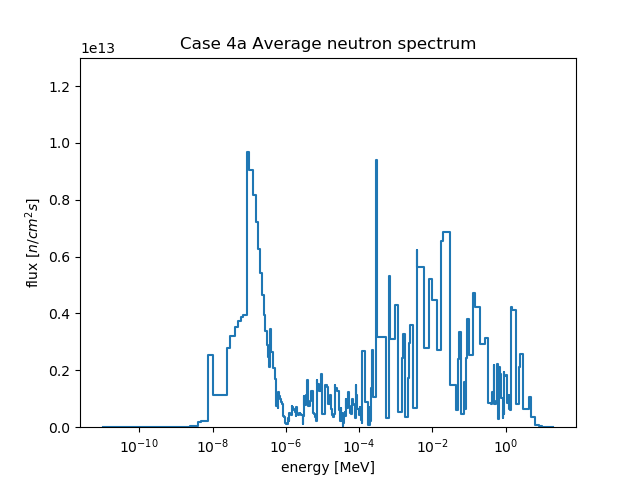 Case 4a Average neutron spectrum
1e13
1.2
1.0
0.8
0.6
0.4
0.2
0.0
flux [n/cm²s]
10⁻¹⁰ 10⁻⁸ 10⁻⁶ 10⁻⁴ 10⁻² 10⁰
energy [MeV]